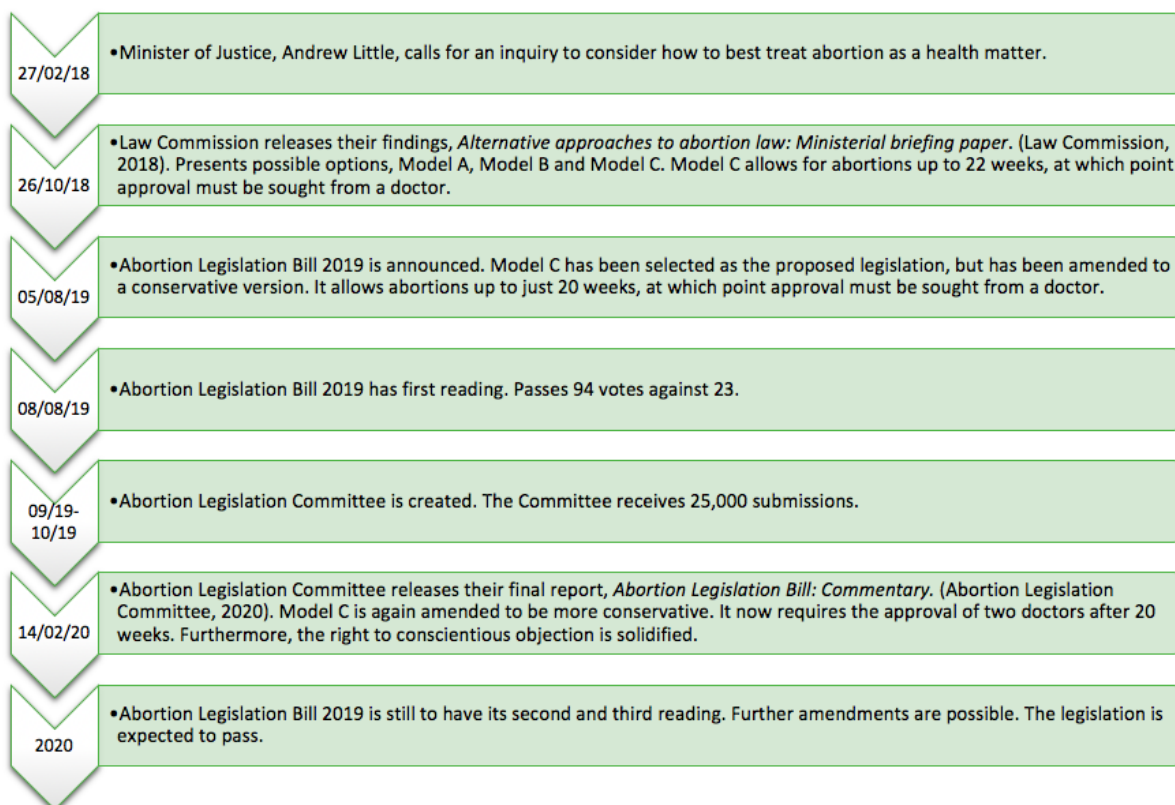 27/02/18
•Minister of Justice, Andrew Little, calls for an inquiry to consider how to best treat abortion as a health matter.
26/10/18
•Law Commission releases their findings, Alternative approaches to abortion law: Ministerial briefing paper. (Law Commission,
2018). Presents possible options, Model A, Model B and Model C. Model C allows for abortions up to 22 weeks, at which point
approval must be sought from a doctor.
05/08/19
•Abortion Legislation Bill 2019 is announced. Model C has been selected as the proposed legislation, but has been amended to
a conservative version. It allows abortions up to just 20 weeks, at which point approval must be sought from a doctor.
08/08/19
•Abortion Legislation Bill 2019 has first reading. Passes 94 votes against 23.
09/19-
10/19
•Abortion Legislation Committee is created. The Committee receives 25,000 submissions.
14/02/20
•Abortion Legislation Committee releases their final report, Abortion Legislation Bill: Commentary. (Abortion Legislation
Committee, 2020). Model C is again amended to be more conservative. It now requires the approval of two doctors after 20
weeks. Furthermore, the right to conscientious objection is solidified.
2020
•Abortion Legislation Bill 2019 is still to have its second and third reading. Further amendments are possible. The legislation is
expected to pass.